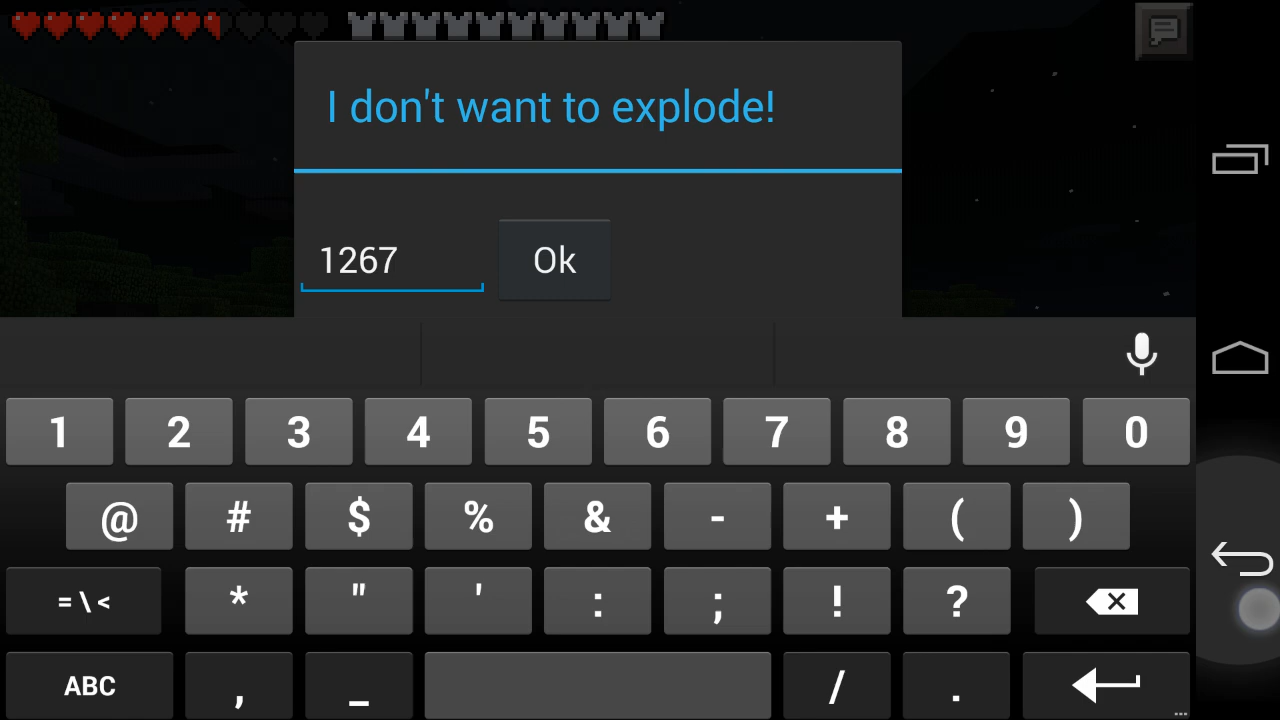 I don't want to explode!
1267 Ok
1 2 3 4 5 6 7 8 9 0
@ # $ % & - + ( )
= \ < * " ' : ; ! ?
ABC , _ / . ...